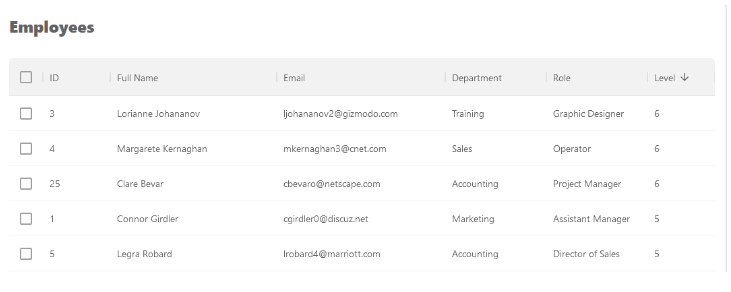 Employees
ID Full Name Email Department Role Level
3 Lorianne Johananov ljohananov2@gizmodo.com Training Graphic Designer 6
4 Margarete Kernaghan mkernaghan3@cnet.com Sales Operator 6
25 Clare Bevar cbevaro@netscape.com Accounting Project Manager 6
1 Connor Girdler cgirdler0@discuz.net Marketing Assistant Manager 5
5 Legra Robard lrobard4@marriott.com Accounting Director of Sales 5